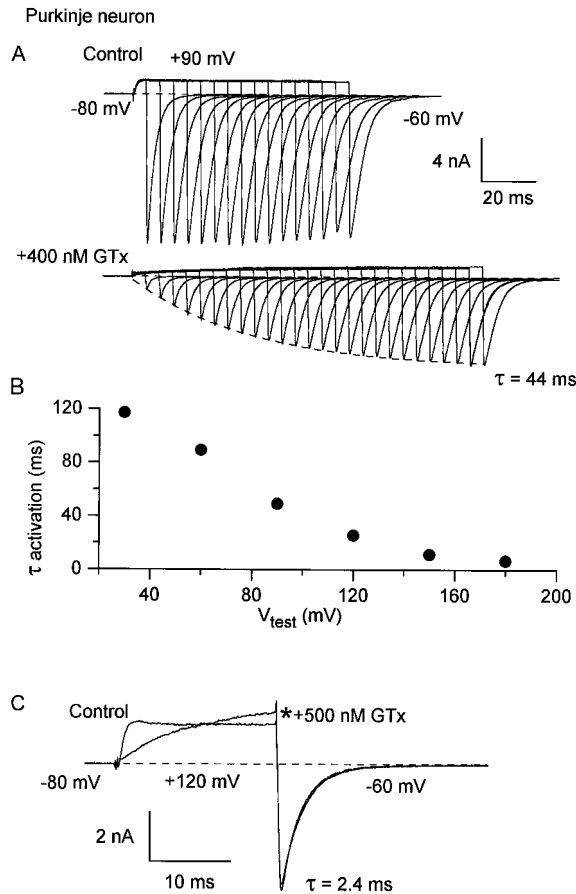 Purkinje neuron
A
Control
+90 mV
-80 mV
-60 mV
4 nA
20 ms
+400 nM GTx
τ = 44 ms
B
τ activation (ms)
120
80
40
0
40
80
120
160
200
Vtest (mV)
C
Control
*+500 nM GTx
-80 mV
+120 mV
-60 mV
2 nA
10 ms
τ = 2.4 ms